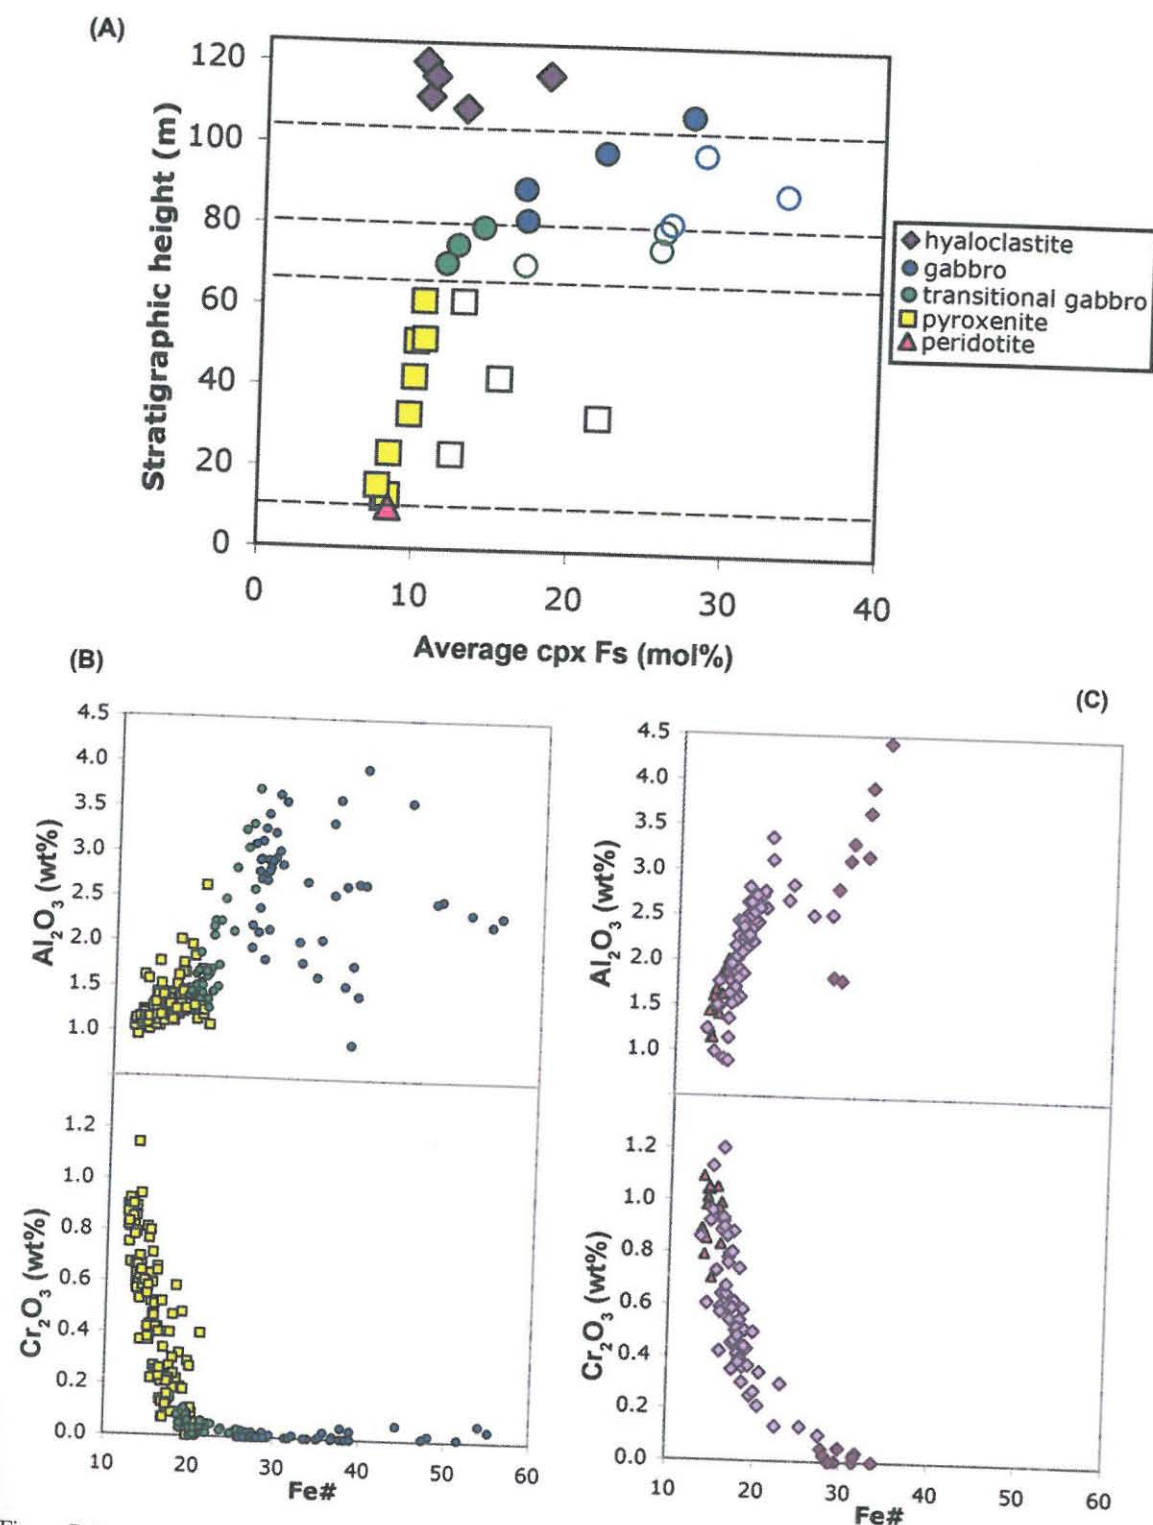 (A)
Stratigraphic height (m)
120
100
80
60
40
20
0
0 10 20 30 40
Average cpx Fs (mol%)
hyaloclastite
gabbro
transitional gabbro
pyroxenite
peridotite
(B)
Al2O3 (wt%)
4.5
4.0
3.5
3.0
2.5
2.0
1.5
1.0
Cr2O3 (wt%)
1.2
1.0
0.8
0.6
0.4
0.2
0.0
10 20 30 40 50 60
Fe#
(C)
Al2O3 (wt%)
4.5
4.0
3.5
3.0
2.5
2.0
1.5
1.0
Cr2O3 (wt%)
1.2
1.0
0.8
0.6
0.4
0.2
0.0
10 20 30 40 50 60
Fe#